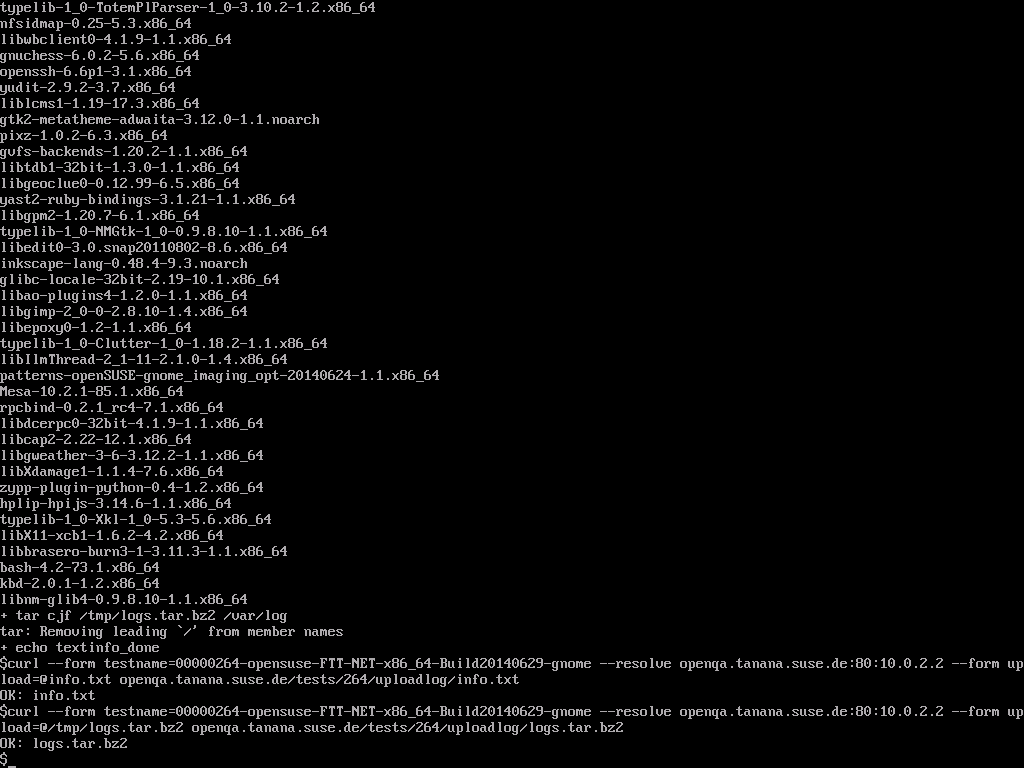 typelib-1_0-TotemPlParser-1_0-3.10.2-1.2.x86_64
nfsidmap-0.25-5.3.x86_64
libwbclient0-4.1.9-1.1.x86_64
gnuchess-6.0.2-5.6.x86_64
openssh-6.6p1-3.1.x86_64
yudit-2.9.2-3.7.x86_64
liblcms1-1.19-17.3.x86_64
gtk2-metatheme-adwaita-3.12.0-1.1.noarch
pixz-1.0.2-6.3.x86_64
gvfs-backends-1.20.2-1.1.x86_64
libtdb1-32bit-1.3.0-1.1.x86_64
libgeoclue0-0.12.99-6.5.x86_64
yast2-ruby-bindings-3.1.21-1.1.x86_64
libgpm2-1.20.7-6.1.x86_64
typelib-1_0-NMGtk-1_0-0.9.8.10-1.1.x86_64
libedit0-3.0.snap20110802-8.6.x86_64
inkscape-lang-0.48.4-9.3.noarch
glibc-locale-32bit-2.19-10.1.x86_64
libao-plugins4-1.2.0-1.1.x86_64
libgimp-2_0-0-2.8.10-1.4.x86_64
libepoxy0-1.2-1.1.x86_64
typelib-1_0-Clutter-1_0-1.18.2-1.1.x86_64
libIlmThread-2_1-11-2.1.0-1.4.x86_64
patterns-openSUSE-gnome_imaging_opt-20140624-1.1.x86_64
Mesa-10.2.1-85.1.x86_64
rpcbind-0.2.1_rc4-7.1.x86_64
libdcerpc0-32bit-4.1.9-1.1.x86_64
libcap2-2.22-12.1.x86_64
libgweather-3-6-3.12.2-1.1.x86_64
libXdamage1-1.1.4-7.6.x86_64
zypp-plugin-python-0.4-1.2.x86_64
hplip-hpijs-3.14.6-1.1.x86_64
typelib-1_0-Xkl-1_0-5.3-5.6.x86_64
libX11-xcb1-1.6.2-4.2.x86_64
libbrasero-burn3-1-3.11.3-1.1.x86_64
bash-4.2-73.1.x86_64
kbd-2.0.1-1.2.x86_64
libnm-glib4-0.9.8.10-1.1.x86_64
+ tar cjf /tmp/logs.tar.bz2 /var/log
tar: Removing leading `/' from member names
+ echo textinfo_done
$curl --form testname=00000264-opensuse-FTT-NET-x86_64-Build20140629-gnome --resolve openqa.tanana.suse.de:80:10.0.2.2 --form up
load=@info.txt openqa.tanana.suse.de/tests/264/uploadlog/info.txt
OK: info.txt
$curl --form testname=00000264-opensuse-FTT-NET-x86_64-Build20140629-gnome --resolve openqa.tanana.suse.de:80:10.0.2.2 --form up
load=@/tmp/logs.tar.bz2 openqa.tanana.suse.de/tests/264/uploadlog/logs.tar.bz2
OK: logs.tar.bz2
$_